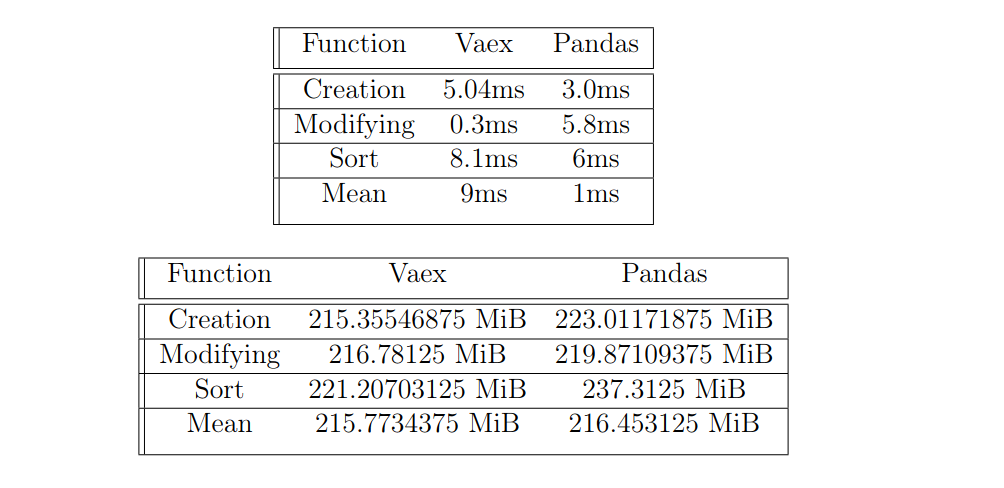 Function Vaex Pandas
Creation 5.04ms 3.0ms
Modifying 0.3ms 5.8ms
Sort 8.1ms 6ms
Mean 9ms 1ms
Function Vaex Pandas
Creation 215.35546875 MiB 223.01171875 MiB
Modifying 216.78125 MiB 219.87109375 MiB
Sort 221.20703125 MiB 237.3125 MiB
Mean 215.7734375 MiB 216.453125 MiB